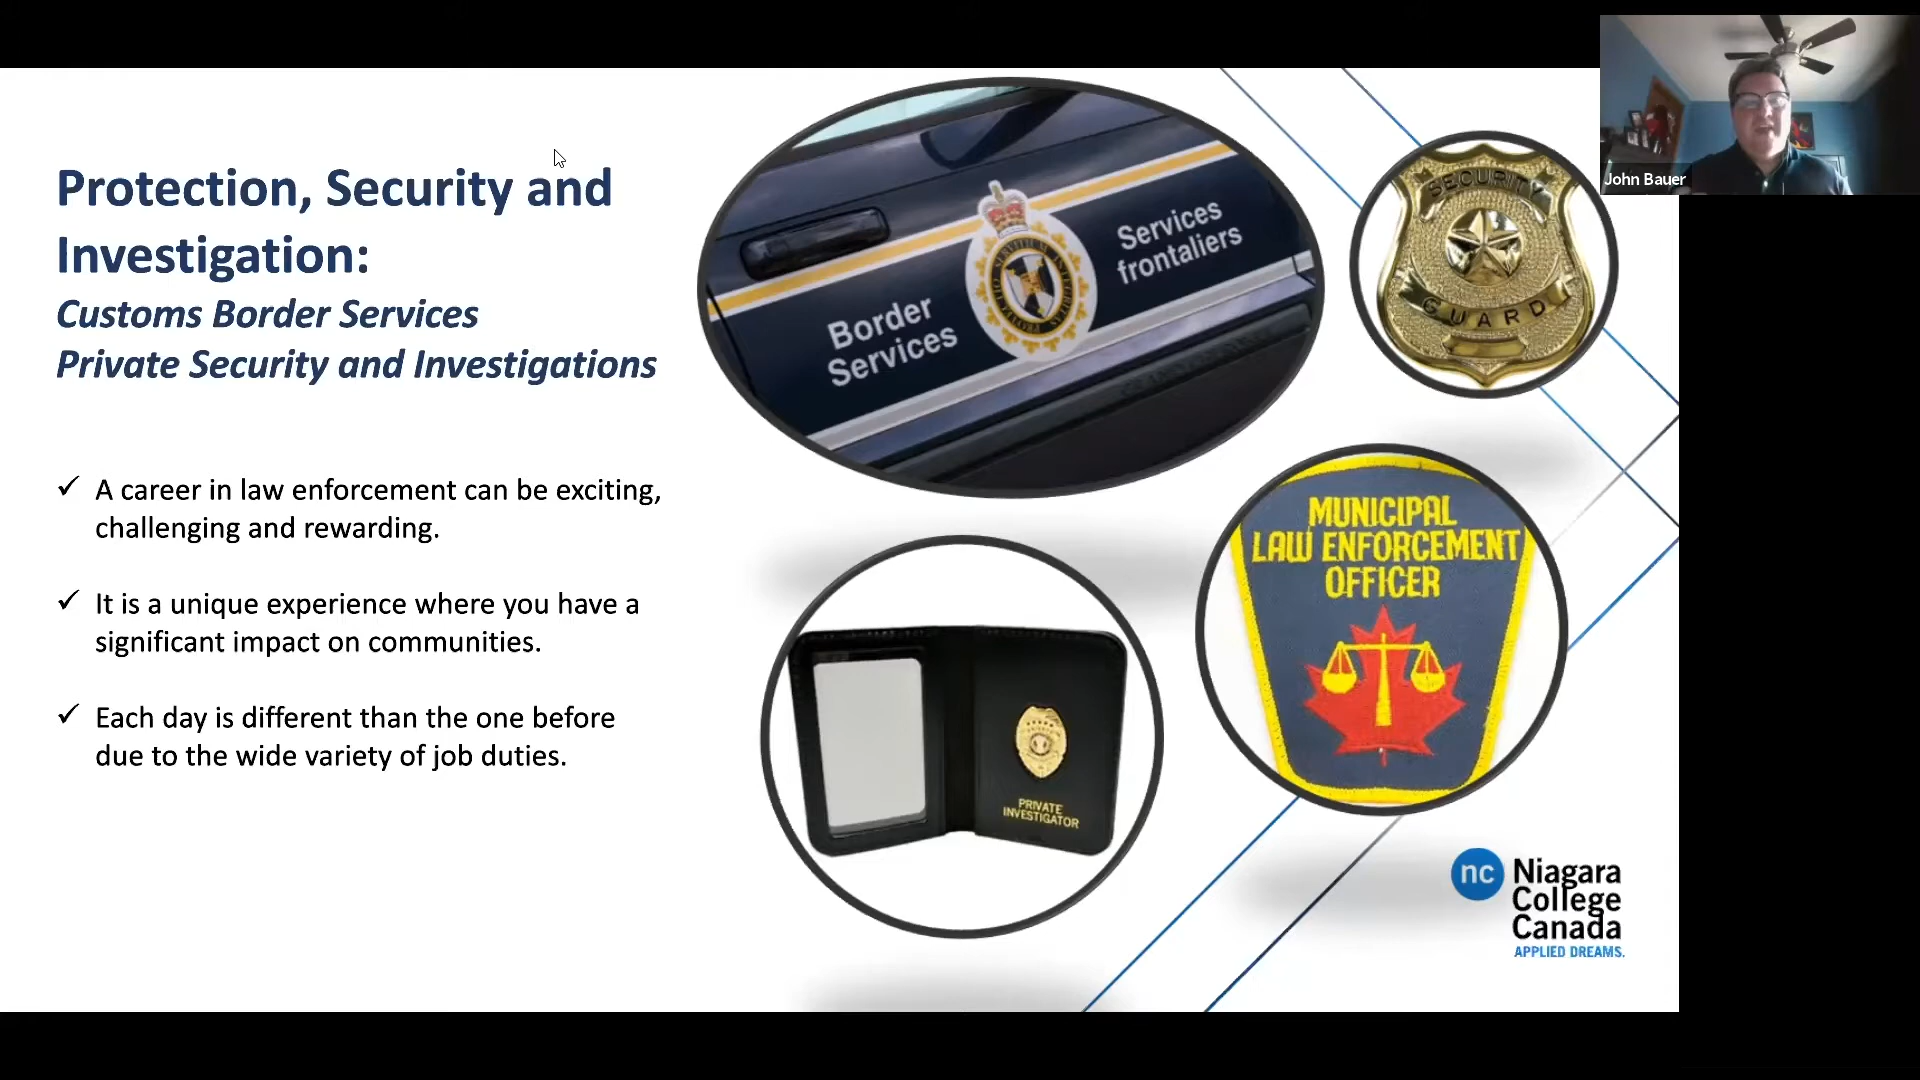 Protection, Security and
Investigation:
Customs Border Services
Private Security and Investigations
✓ A career in law enforcement can be exciting,
challenging and rewarding.
✓ It is a unique experience where you have a
significant impact on communities.
✓ Each day is different than the one before
due to the wide variety of job duties.
Border
Services
Services
frontaliers
SECURITY
GUARD
MUNICIPAL
LAW ENFORCEMENT
OFFICER
PRIVATE
INVESTIGATOR
nc
Niagara
College
Canada
APPLIED DREAMS.
John Bauer